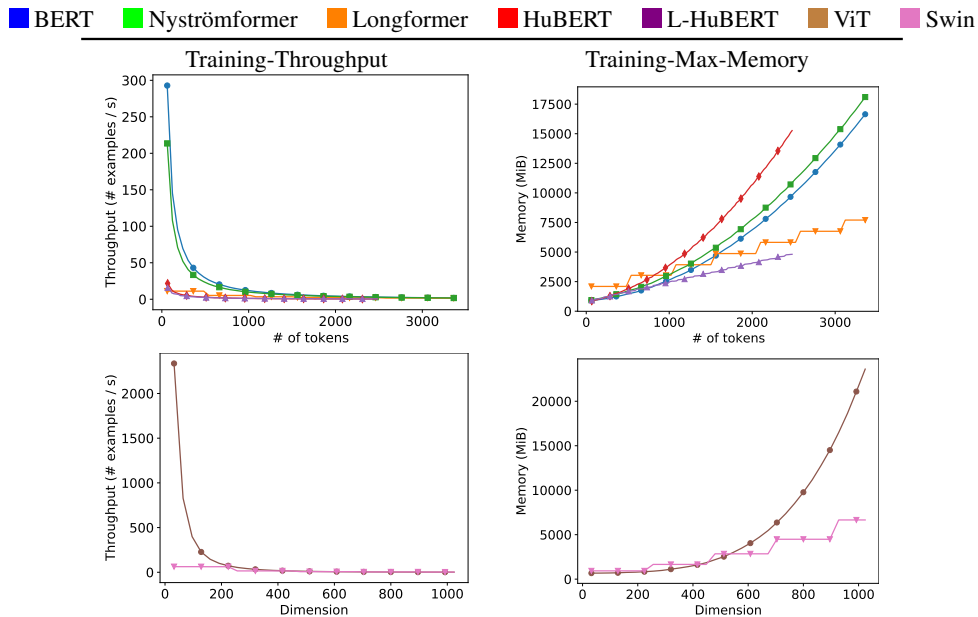 BERT Nyströmformer Longformer HuBERT L-HuBERT ViT Swin
Training-Throughput Training-Max-Memory
Throughput (# examples / s)
300
250
200
150
100
50
0
0 1000 2000 3000
# of tokens
Memory (MiB)
17500
15000
12500
10000
7500
5000
2500
0
0 1000 2000 3000
# of tokens
Throughput (# examples / s)
2000
1500
1000
500
0
0 200 400 600 800 1000
Dimension
Memory (MiB)
20000
15000
10000
5000
0
0 200 400 600 800 1000
Dimension